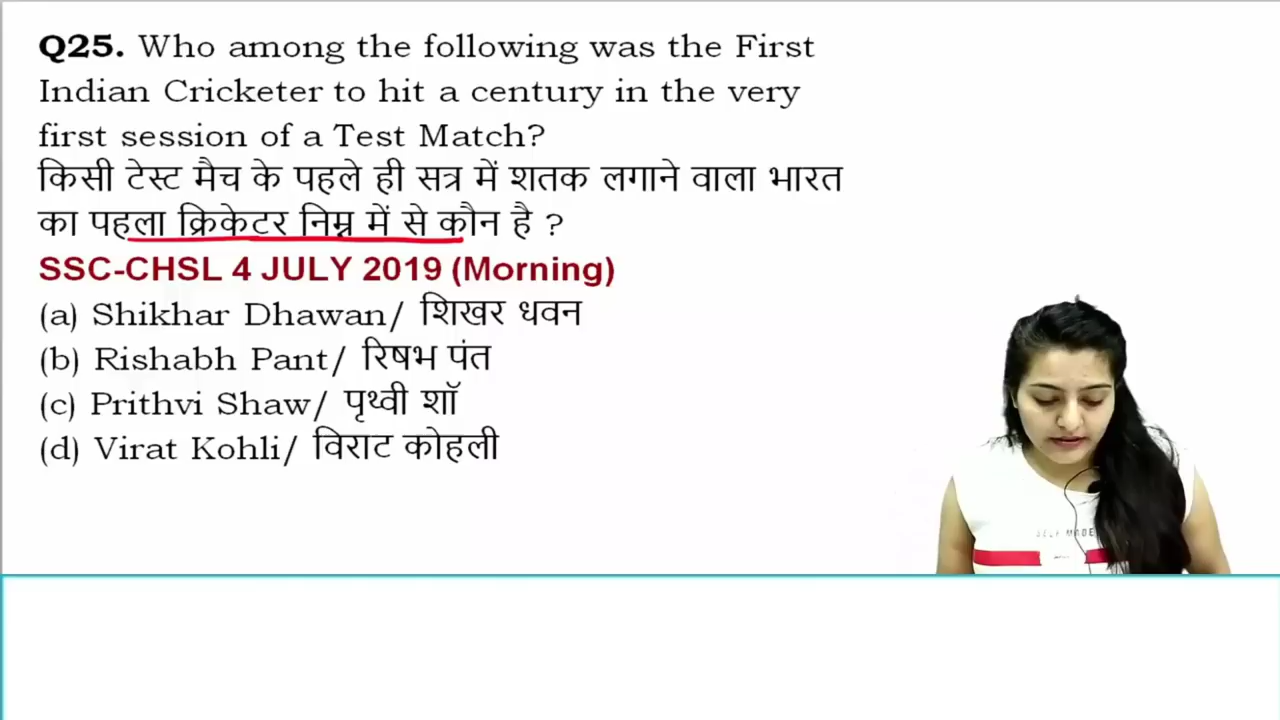 Q25. Who among the following was the First
Indian Cricketer to hit a century in the very
first session of a Test Match?
किसी टेस्ट मैच के पहले ही सत्र में शतक लगाने वाला भारत
का पहला क्रिकेटर निम्न में से कौन है ?
SSC-CHSL 4 JULY 2019 (Morning)
(a) Shikhar Dhawan/ शिखर धवन
(b) Rishabh Pant/ रिषभ पंत
(c) Prithvi Shaw/ पृथ्वी शॉ
(d) Virat Kohli/ विराट कोहली
SELF MADE